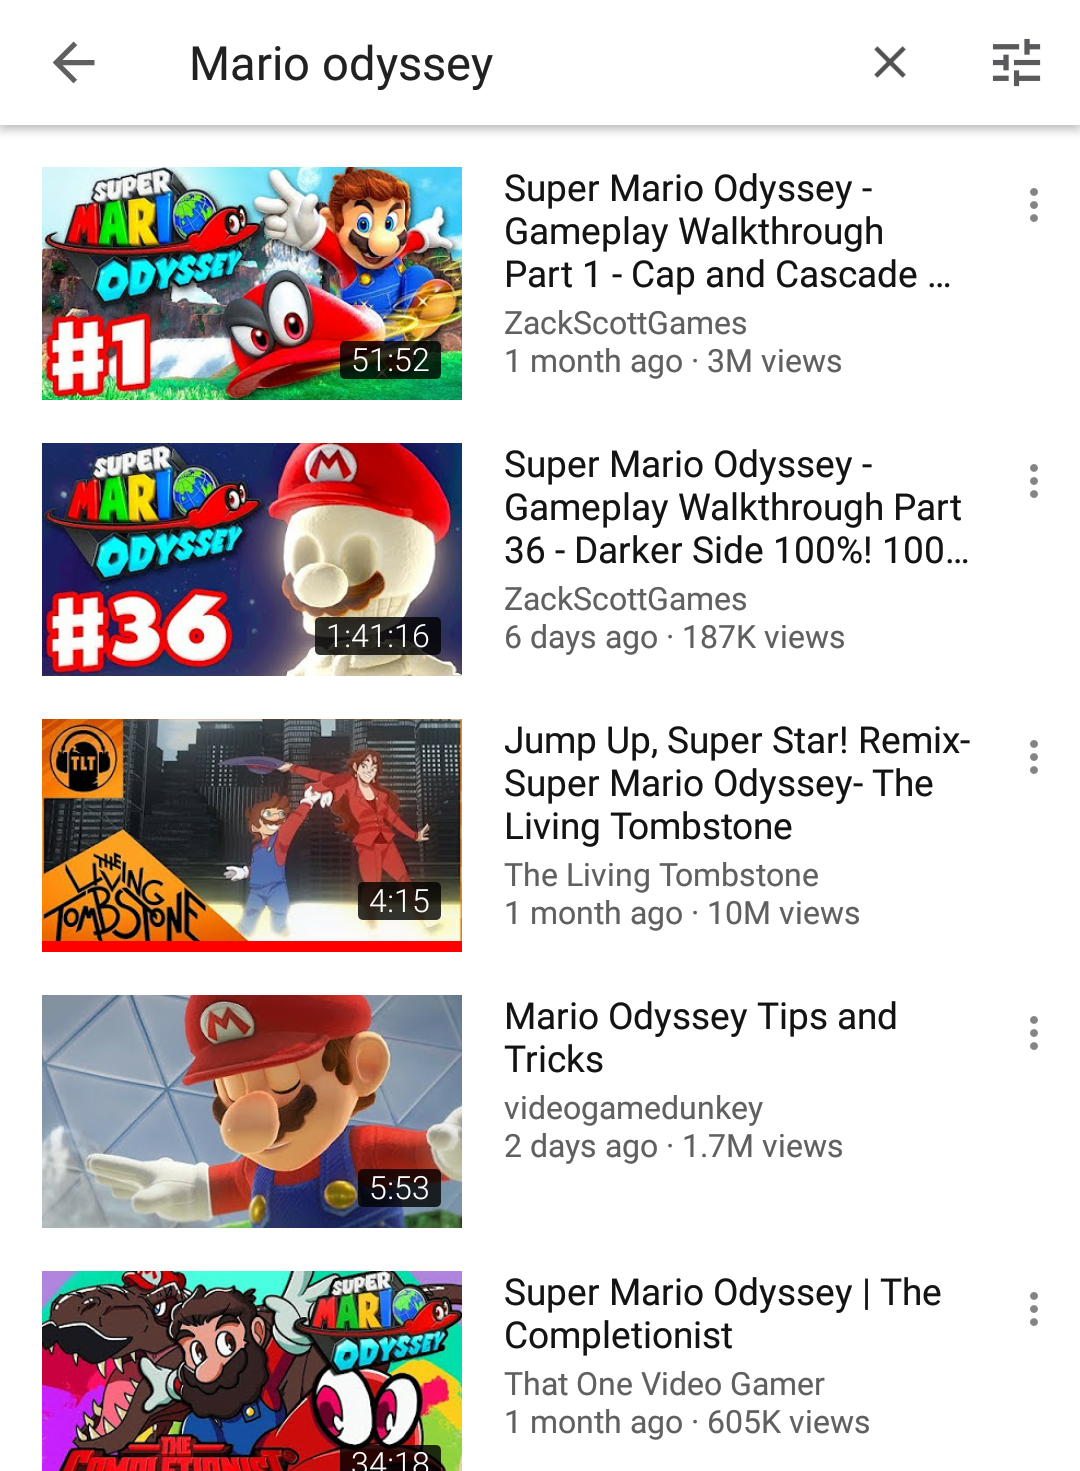 Mario odyssey
SUPER
MARIO
ODYSSEY
#1
51:52
Super Mario Odyssey -
Gameplay Walkthrough
Part 1 - Cap and Cascade ...
ZackScottGames
1 month ago · 3M views
SUPER
MARIO
ODYSSEY
#36
M
1:41:16
Super Mario Odyssey -
Gameplay Walkthrough Part
36 - Darker Side 100%! 100...
ZackScottGames
6 days ago · 187K views
TLT
THE
LIVING
TOMBSTONE
4:15
Jump Up, Super Star! Remix-
Super Mario Odyssey- The
Living Tombstone
The Living Tombstone
1 month ago · 10M views
M
5:53
Mario Odyssey Tips and
Tricks
videogamedunkey
2 days ago · 1.7M views
SUPER
MARIO
ODYSSEY
THE
COMPLETIONIST
34:18
Super Mario Odyssey | The
Completionist
That One Video Gamer
1 month ago · 605K views